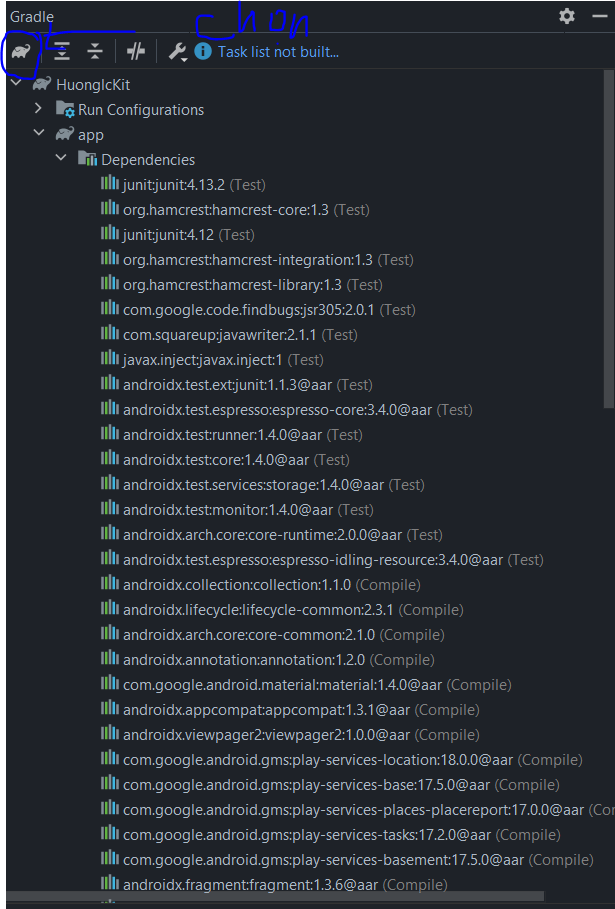 Gradle
chon
Task list not built...
HuongIcKit
Run Configurations
app
Dependencies
junit:junit:4.13.2 (Test)
org.hamcrest:hamcrest-core:1.3 (Test)
junit:junit:4.12 (Test)
org.hamcrest:hamcrest-integration:1.3 (Test)
org.hamcrest:hamcrest-library:1.3 (Test)
com.google.code.findbugs:jsr305:2.0.1 (Test)
com.squareup:javawriter:2.1.1 (Test)
javax.inject:javax.inject:1 (Test)
androidx.test.ext:junit:1.1.3@aar (Test)
androidx.test.espresso:espresso-core:3.4.0@aar (Test)
androidx.test:runner:1.4.0@aar (Test)
androidx.test:core:1.4.0@aar (Test)
androidx.test.services:storage:1.4.0@aar (Test)
androidx.test:monitor:1.4.0@aar (Test)
androidx.arch.core:core-runtime:2.0.0@aar (Test)
androidx.test.espresso:espresso-idling-resource:3.4.0@aar (Test)
androidx.collection:collection:1.1.0 (Compile)
androidx.lifecycle:lifecycle-common:2.3.1 (Compile)
androidx.arch.core:core-common:2.1.0 (Compile)
androidx.annotation:annotation:1.2.0 (Compile)
com.google.android.material:material:1.4.0@aar (Compile)
androidx.appcompat:appcompat:1.3.1@aar (Compile)
androidx.viewpager2:viewpager2:1.0.0@aar (Compile)
com.google.android.gms:play-services-location:18.0.0@aar (Compile)
com.google.android.gms:play-services-base:17.5.0@aar (Compile)
com.google.android.gms:play-services-places-placereport:17.0.0@aar (Con
com.google.android.gms:play-services-tasks:17.2.0@aar (Compile)
com.google.android.gms:play-services-basement:17.5.0@aar (Compile)
androidx.fragment:fragment:1.3.6@aar (Compile)